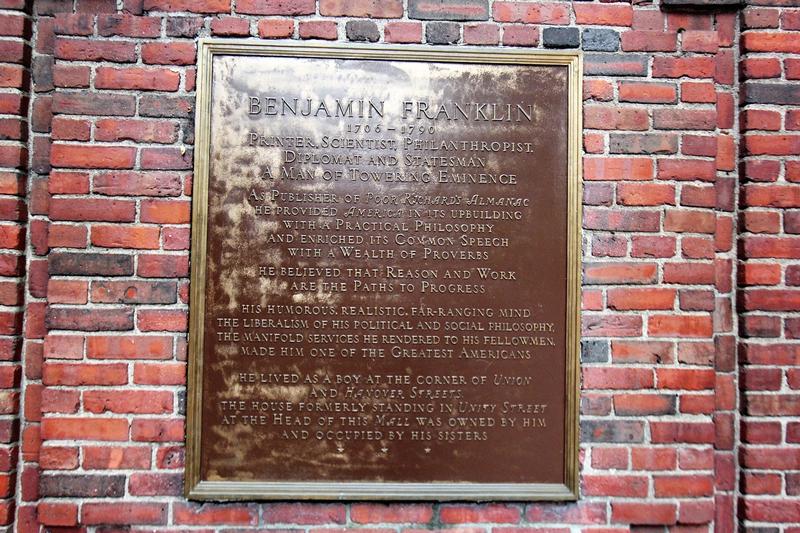 BENJAMIN FRANKLIN
1706–1790
PRINTER, SCIENTIST, PHILANTHROPIST,
DIPLOMAT AND STATESMAN
A MAN OF TOWERING EMINENCE
AS PUBLISHER OF POOR RICHARD'S ALMANAC
HE PROVIDED AMERICA IN ITS UPBUILDING
WITH A PRACTICAL PHILOSOPHY
AND ENRICHED ITS COMMON SPEECH
WITH A WEALTH OF PROVERBS
HE BELIEVED THAT REASON AND WORK
ARE THE PATHS TO PROGRESS
HIS HUMOROUS, REALISTIC, FAR-RANGING MIND
THE LIBERALISM OF HIS POLITICAL AND SOCIAL PHILOSOPHY,
THE MANIFOLD SERVICES HE RENDERED TO HIS FELLOWMEN,
MADE HIM ONE OF THE GREATEST AMERICANS
HE LIVED AS A BOY AT THE CORNER OF UNION
AND HANOVER STREETS.
THE HOUSE FORMERLY STANDING IN UNITY STREET
AT THE HEAD OF THIS MALL WAS OWNED BY HIM
AND OCCUPIED BY HIS SISTERS